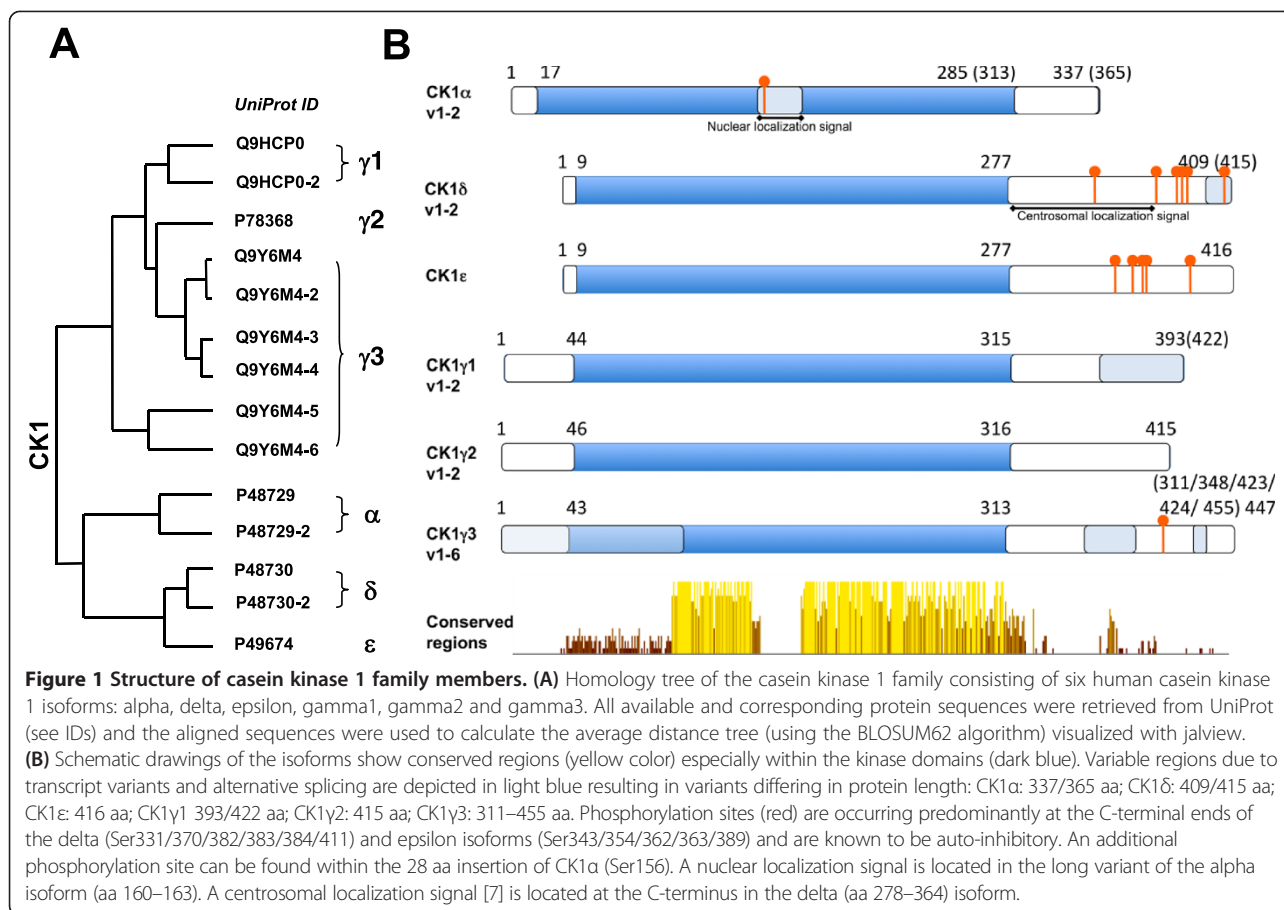 A
UniProt ID
Q9HCP0
Q9HCP0-2
γ1
P78368
γ2
Q9Y6M4
Q9Y6M4-2
Q9Y6M4-3
Q9Y6M4-4
Q9Y6M4-5
Q9Y6M4-6
γ3
P48729
P48729-2
α
P48730
P48730-2
δ
P49674
ε
CK1
B
1 17 285 (313) 337 (365)
CK1α
v1-2
Nuclear localization signal
1 9 277 409 (415)
CK1δ
v1-2
Centrosomal localization signal
1 9 277 416
CK1ε
1 44 315 393(422)
CK1γ1
v1-2
1 46 316 415
CK1γ2
v1-2
(311/348/423/
1 43 313 424/ 455) 447
CK1γ3
v1-6
Conserved
regions
Figure 1 Structure of casein kinase 1 family members. (A) Homology tree of the casein kinase 1 family consisting of six human casein kinase
1 isoforms: alpha, delta, epsilon, gamma1, gamma2 and gamma3. All available and corresponding protein sequences were retrieved from UniProt
(see IDs) and the aligned sequences were used to calculate the average distance tree (using the BLOSUM62 algorithm) visualized with jalview.
(B) Schematic drawings of the isoforms show conserved regions (yellow color) especially within the kinase domains (dark blue). Variable regions due to
transcript variants and alternative splicing are depicted in light blue resulting in variants differing in protein length: CK1α: 337/365 aa; CK1δ: 409/415 aa;
CK1ε: 416 aa; CK1γ1 393/422 aa; CK1γ2: 415 aa; CK1γ3: 311–455 aa. Phosphorylation sites (red) are occurring predominantly at the C-terminal ends of
the delta (Ser331/370/382/383/384/411) and epsilon isoforms (Ser343/354/362/363/389) and are known to be auto-inhibitory. An additional
phosphorylation site can be found within the 28 aa insertion of CK1α (Ser156). A nuclear localization signal is located in the long variant of the alpha
isoform (aa 160–163). A centrosomal localization signal [7] is located at the C-terminus in the delta (aa 278–364) isoform.